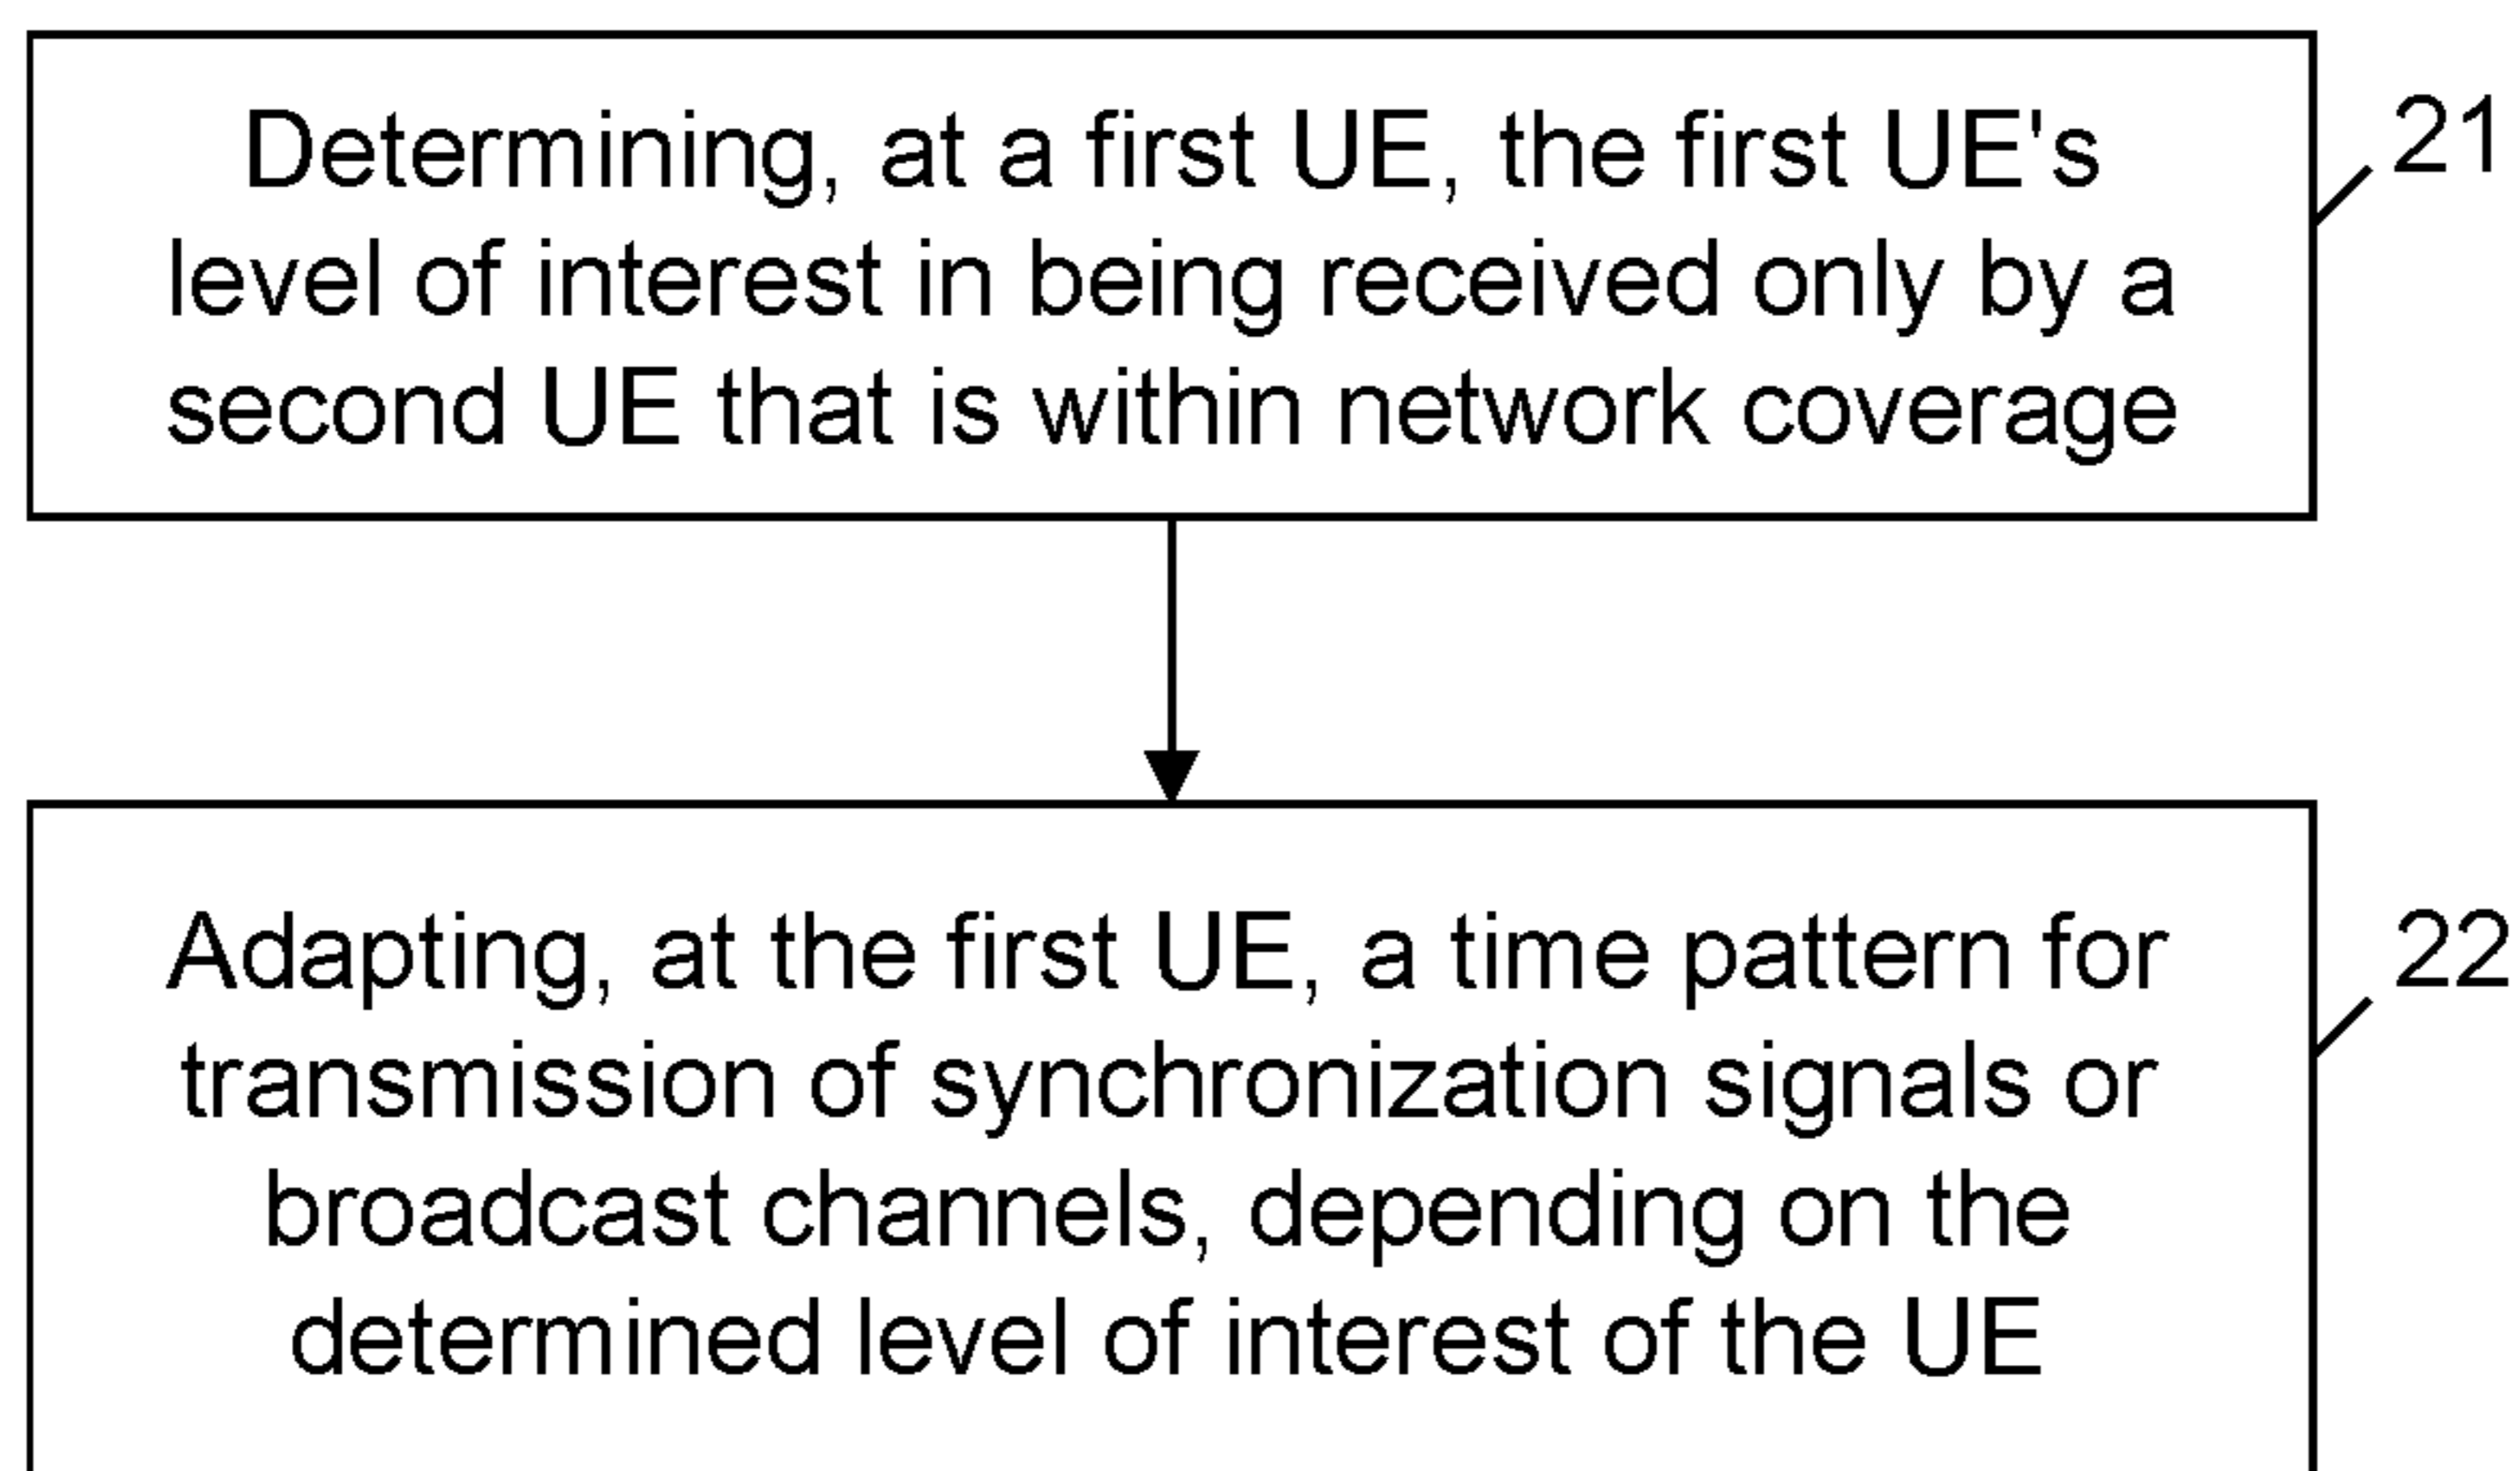 Determining, at a first UE, the first UE's
level of interest in being received only by a
second UE that is within network coverage
21
Adapting, at the first UE, a time pattern for
transmission of synchronization signals or
broadcast channels, depending on the
determined level of interest of the UE
22